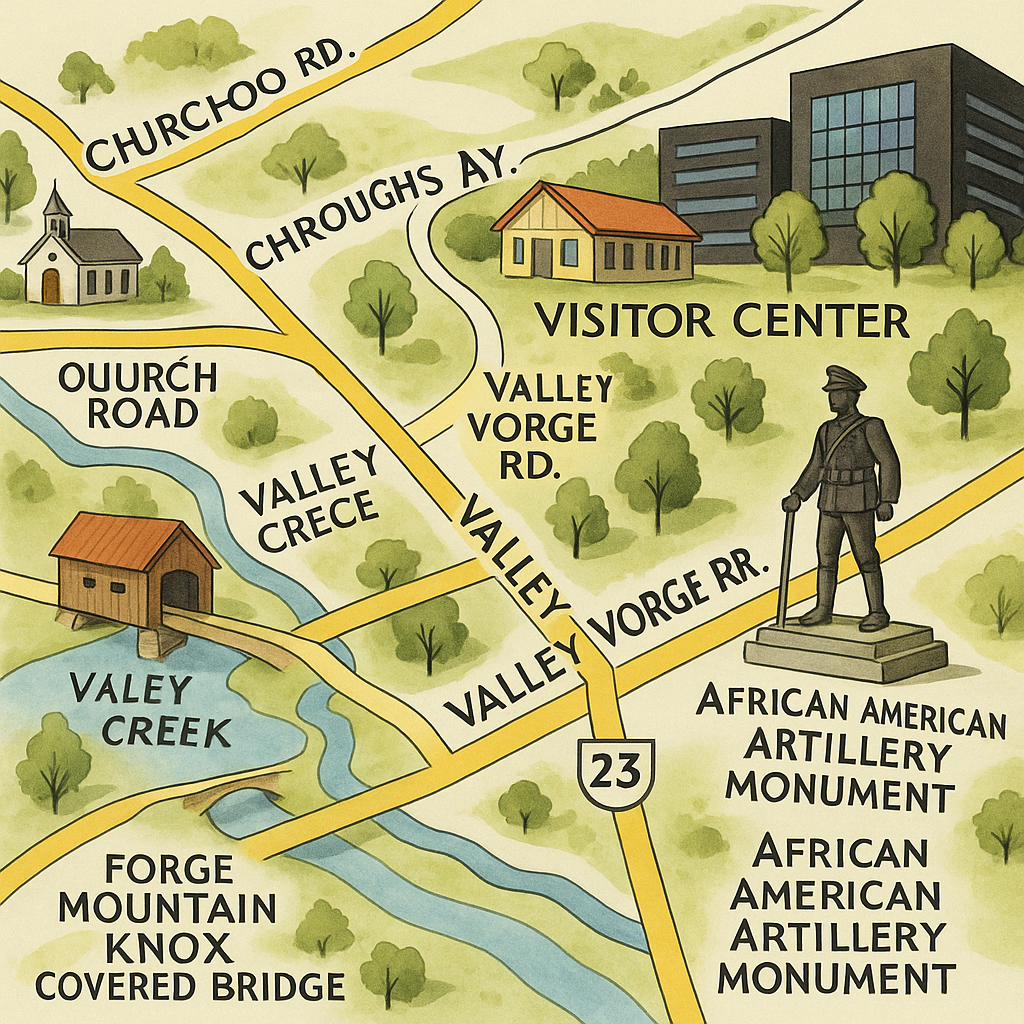 CHURCHOO RD.
CHROUGHS AY.
VISITOR CENTER
OUURĆH
ROAD
VALLEY
VORGE
RD.
VALLEY
CRECE
VALLEY
VORGE RR.
VALLEY
VALEY
CREEK
23
AFRICAN AMERICAN
ARTILLERY
MONUMENT
AFRICAN
AMERICAN
ARTILLERY
MONUMENT
FORGE
MOUNTAIN
KNOX
COVERED BRIDGE